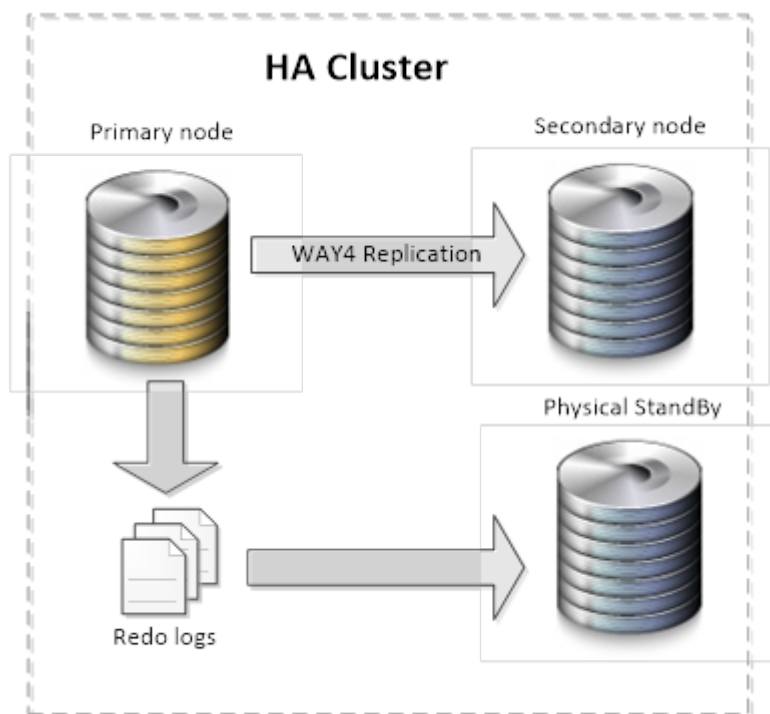 HA Cluster
Primary node
Secondary node
WAY4 Replication
Physical StandBy
Redo logs